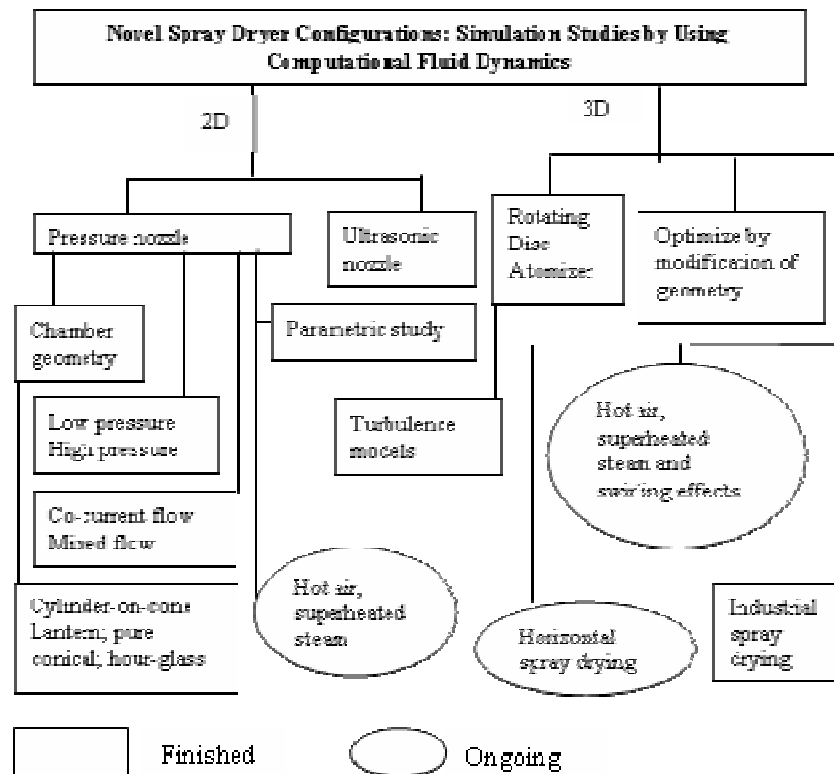 Novel Spray Dryer Configurations: Simulation Studies by Using
Computational Fluid Dynamics
2D
3D
Pressure nozzle
Ultrasonic
nozzle
Rotating
Disc
Atomizer
Optimize by
modification of
geometry
Chamber
geometry
Parametric study
Low pressure
High pressure
Turbulence
models
Hot air,
superheated
steam and
swirling effects
Co-current flow
Mixed flow
Cylinder-on-cone
Lantern; pure
conical; hour-glass
Hot air,
superheated
steam
Horizontal
spray drying
Industrial
spray
drying
Finished
Ongoing